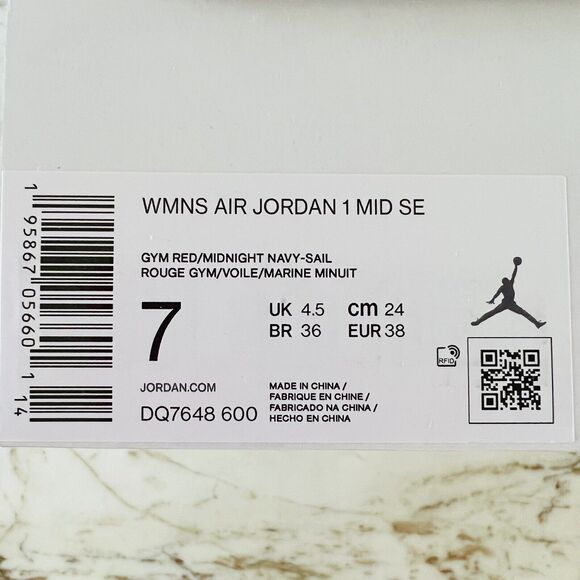 WMNS AIR JORDAN 1 MID SE
GYM RED/MIDNIGHT NAVY-SAIL
ROUGE GYM/VOILE/MARINE MINUIT
7
UK 4.5 cm 24
BR 36 EUR 38
RFID
JORDAN.COM
DQ7648 600
MADE IN CHINA /
FABRIQUE EN CHINE /
FABRICADO NA CHINA /
HECHO EN CHINA
1 95867 05660 1 14